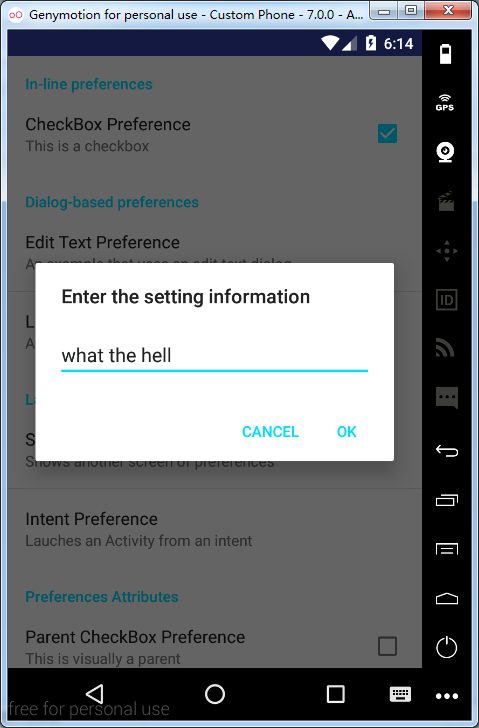 Genymotion for personal use - Custom Phone - 7.0.0 - A...
6:14
In-line preferences
CheckBox Preference
This is a checkbox
Dialog-based preferences
Edit Text Preference
An example that uses an edit text dialog
Enter the setting information
what the hell
CANCEL OK
L
A
La
S
Shows another screen of preferences
Intent Preference
Lauches an Activity from an intent
Preferences Attributes
Parent CheckBox Preference
This is visually a parent
free for personal use
GPS
ID